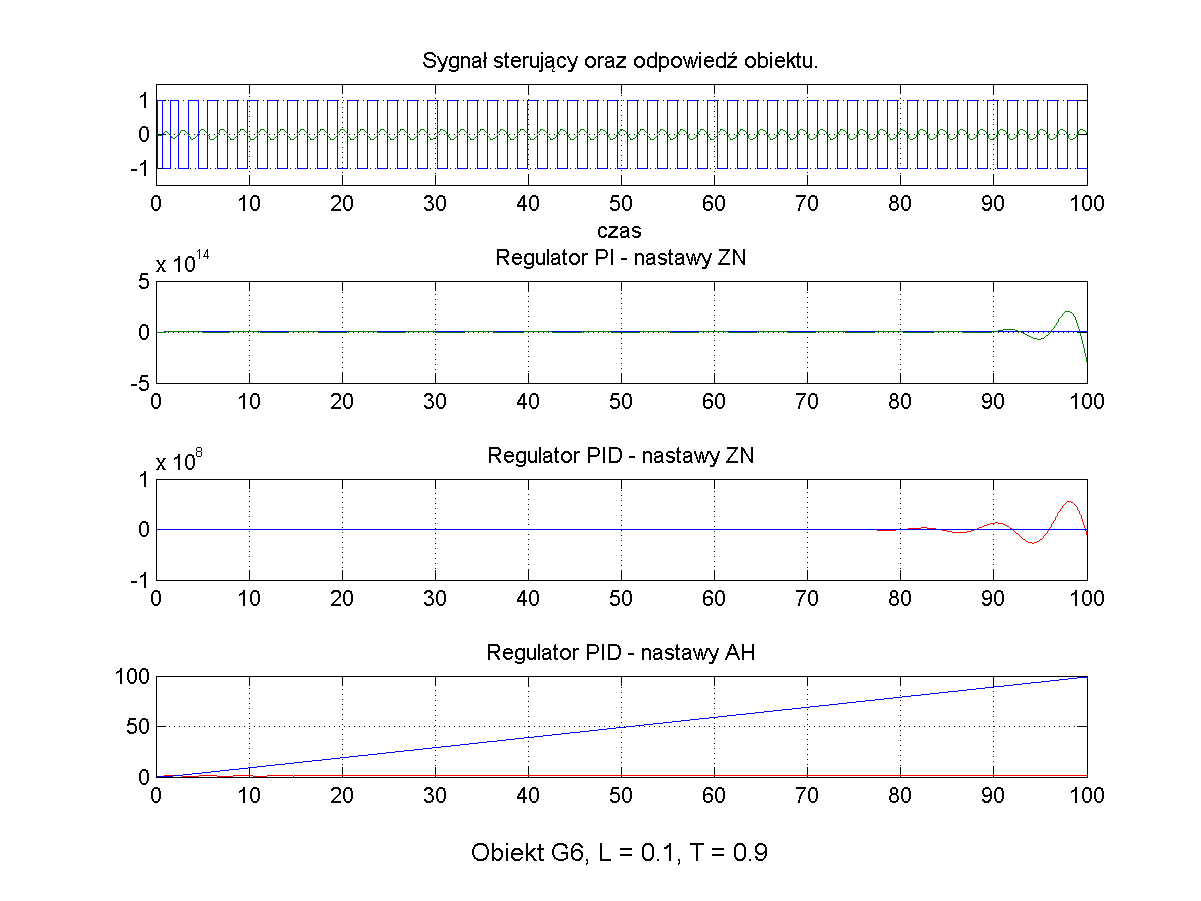 Sygnał sterujący oraz odpowiedź obiektu.
1
0
-1
0 10 20 30 40 50 60 70 80 90 100
czas
Regulator PI - nastawy ZN
x 10^14
5
0
-5
0 10 20 30 40 50 60 70 80 90 100
Regulator PID - nastawy ZN
x 10^8
1
0
-1
0 10 20 30 40 50 60 70 80 90 100
Regulator PID - nastawy AH
100
50
0
0 10 20 30 40 50 60 70 80 90 100
Obiekt G6, L = 0.1, T = 0.9